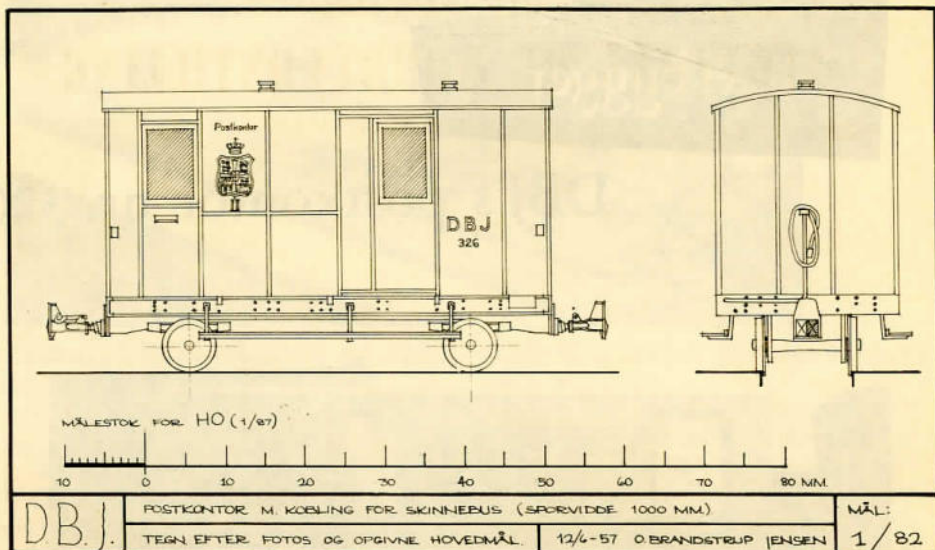 Postkontor
DBJ
326
MÅLESTOK FOR HO (1/87)
10 0 10 20 30 40 50 60 70 80 MM.
D.B.J.
POSTKONTOR M. KOBLING FOR SKINNEBUS (SPORVIDDE 1000 MM)
TEGN EFTER FOTOS OG OPGIVNE HOVEDMÅL.
12/6-57 O. BRANDSTRUP JENSEN
MÅL:
1/82